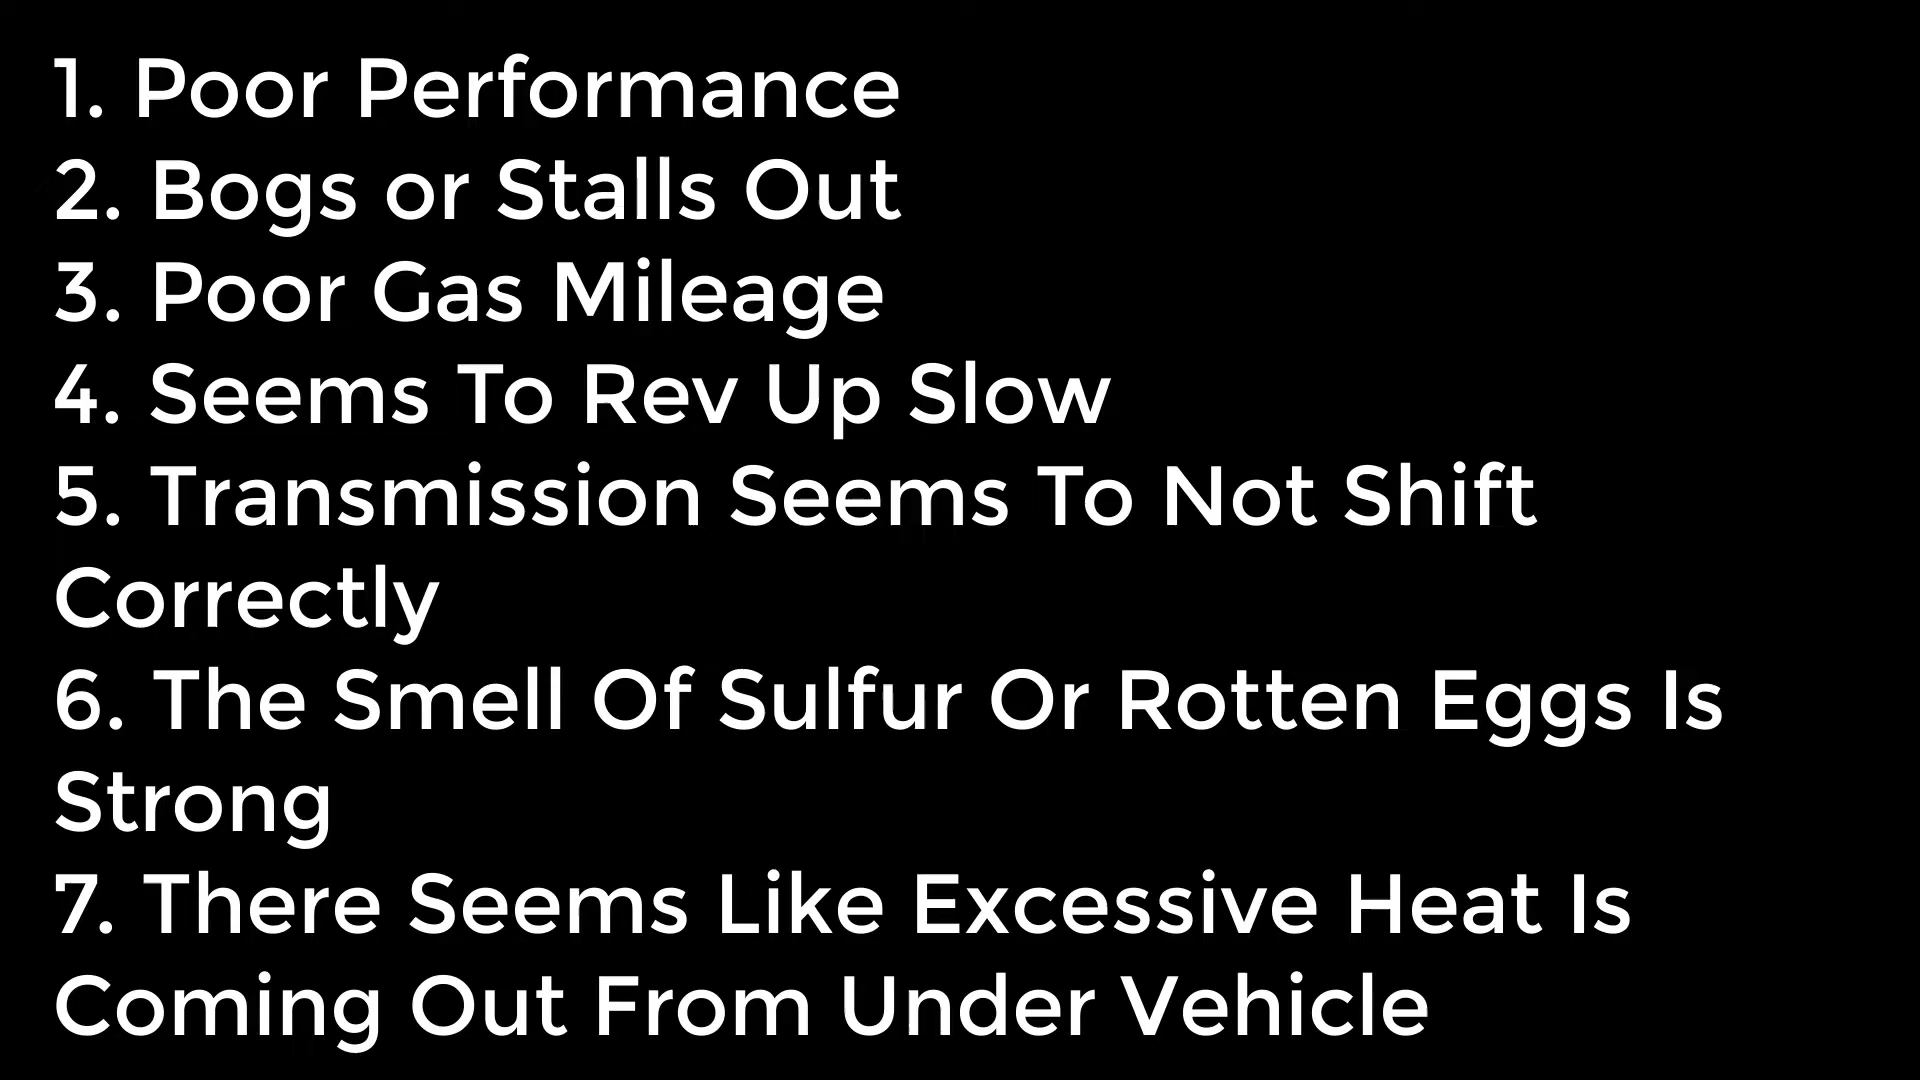 1. Poor Performance
2. Bogs or Stalls Out
3. Poor Gas Mileage
4. Seems To Rev Up Slow
5. Transmission Seems To Not Shift
Correctly
6. The Smell Of Sulfur Or Rotten Eggs Is
Strong
7. There Seems Like Excessive Heat Is
Coming Out From Under Vehicle